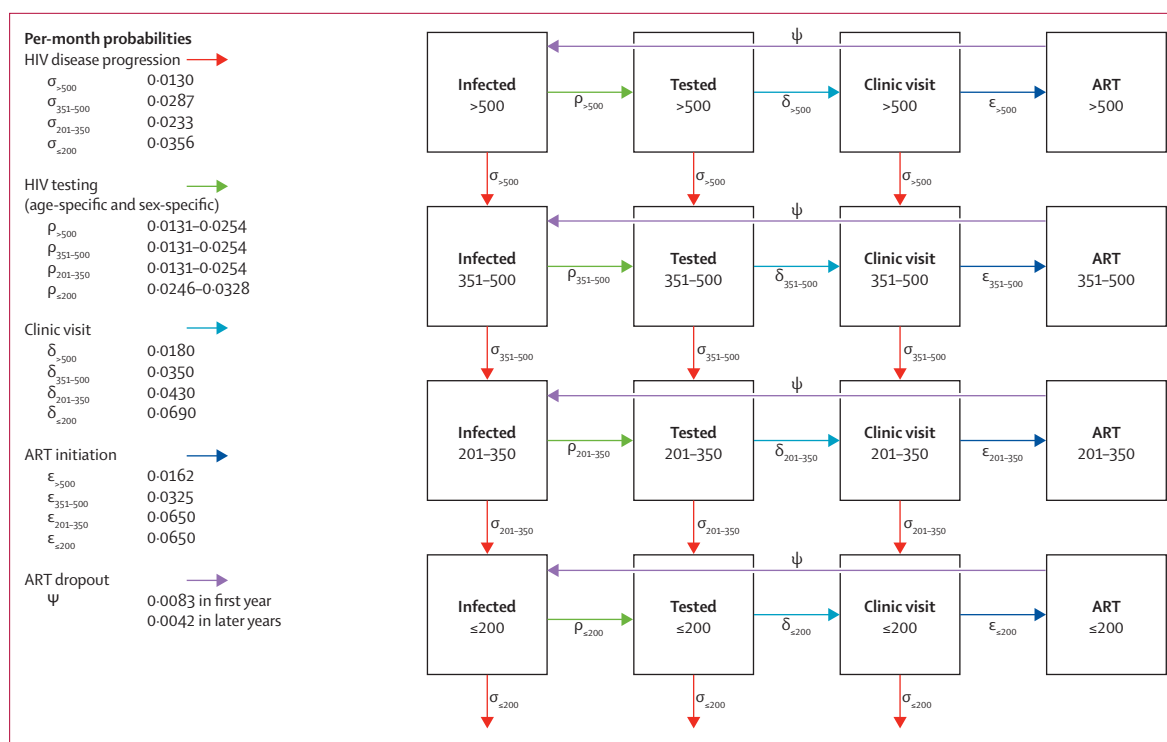 Per-month probabilities
HIV disease progression
σ>500 0·0130
σ351–500 0·0287
σ201–350 0·0233
σ≤200 0·0356
HIV testing
(age-specific and sex-specific)
ρ>500 0·0131–0·0254
ρ351–500 0·0131–0·0254
ρ201–350 0·0131–0·0254
ρ≤200 0·0246–0·0328
Clinic visit
δ>500 0·0180
δ351–500 0·0350
δ201–350 0·0430
δ≤200 0·0690
ART initiation
ε>500 0·0162
ε351–500 0·0325
ε201–350 0·0650
ε≤200 0·0650
ART dropout
Ψ 0·0083 in first year
0·0042 in later years
ψ
Infected
>500
ρ>500
Tested
>500
δ>500
Clinic visit
>500
ε>500
ART
>500
σ>500
σ>500
σ>500
ψ
Infected
351–500
ρ351–500
Tested
351–500
δ351–500
Clinic visit
351–500
ε351–500
ART
351–500
σ351–500
σ351–500
σ351–500
ψ
Infected
201–350
ρ201–350
Tested
201–350
δ201–350
Clinic visit
201–350
ε201–350
ART
201–350
σ201–350
σ201–350
σ201–350
ψ
Infected
≤200
ρ≤200
Tested
≤200
δ≤200
Clinic visit
≤200
ε≤200
ART
≤200
σ≤200
σ≤200
σ≤200